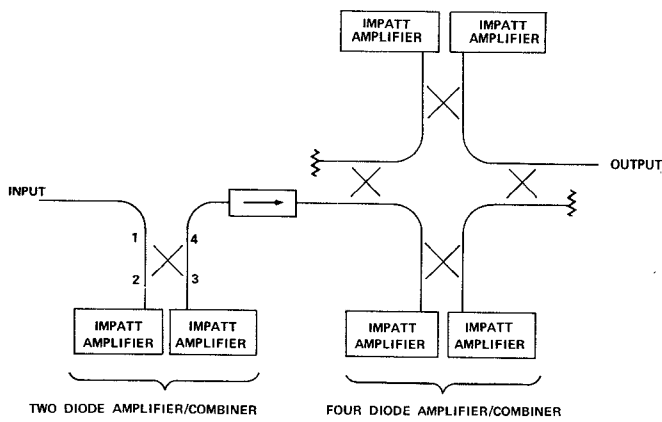 IMPATT
AMPLIFIER
IMPATT
AMPLIFIER
OUTPUT
INPUT
1
4
2
3
IMPATT
AMPLIFIER
IMPATT
AMPLIFIER
IMPATT
AMPLIFIER
IMPATT
AMPLIFIER
TWO DIODE AMPLIFIER/COMBINER
FOUR DIODE AMPLIFIER/COMBINER